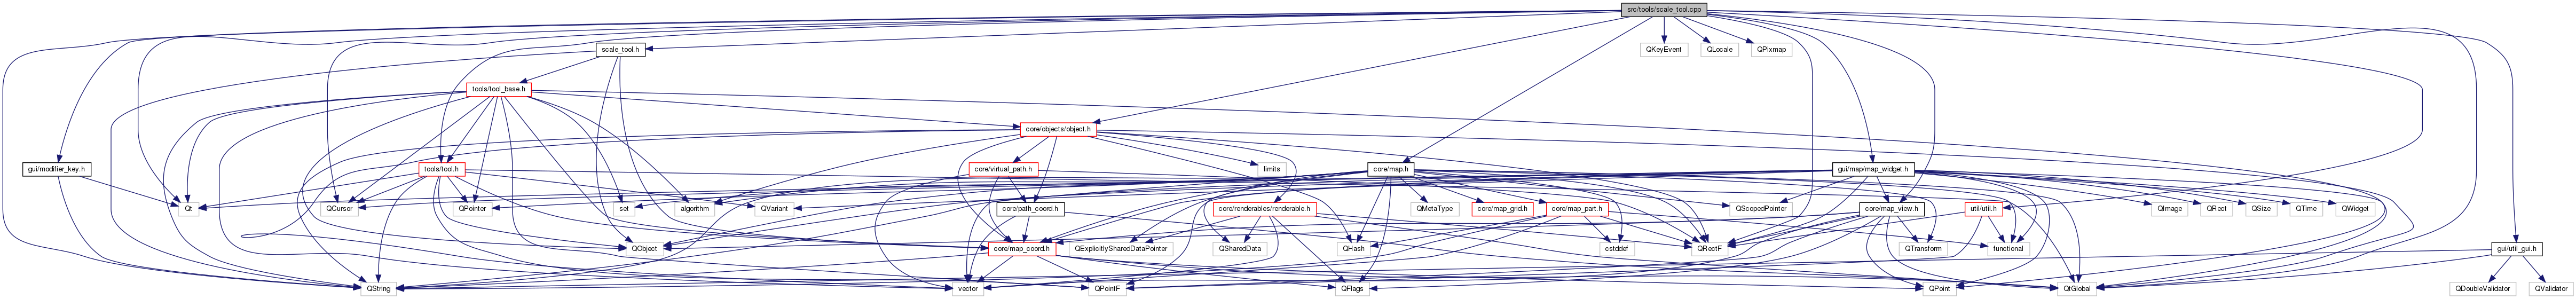 src/tools/scale_tool.cpp
scale_tool.h
QKeyEvent
QLocale
QPixmap
tools/tool_base.h
core/objects/object.h
gui/modifier_key.h
tools/tool.h
core/virtual_path.h
limits
core/map.h
gui/map/map_widget.h
Qt
QCursor
QPointer
set
algorithm
QVariant
core/path_coord.h
core/renderables/renderable.h
QMetaType
core/map_grid.h
core/map_part.h
QScopedPointer
core/map_view.h
util/util.h
QImage
QRect
QSize
QTime
QWidget
QObject
core/map_coord.h
QExplicitlySharedDataPointer
QSharedData
QHash
cstddef
QRectF
QTransform
functional
gui/util_gui.h
QString
vector
QPointF
QFlags
QPoint
QtGlobal
QDoubleValidator
QValidator